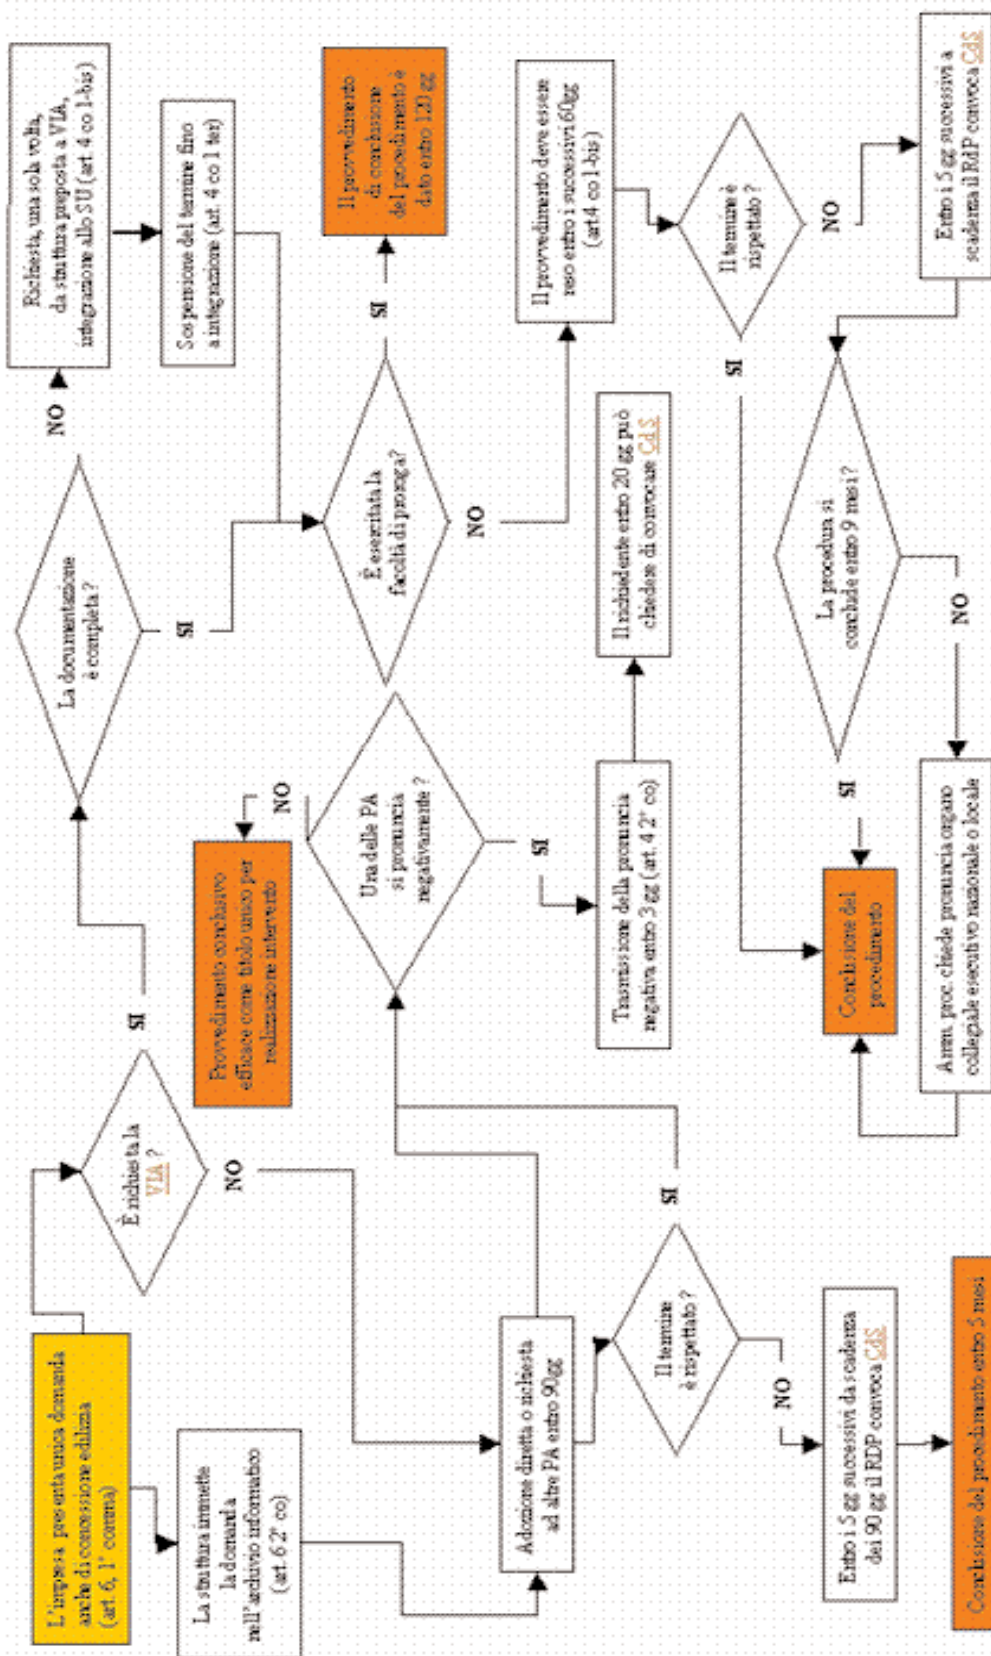 L'impresa presenta unica domanda
anche di concessione edilizia
(art. 6, 1° comma)
La struttura immette
la domanda
nell'archivio informatico
(art. 6 2° co)
È richiesta la
VIA ?
NO
SI
La documentazione
è completa ?
NO
SI
Richiesta, una sola volta,
da struttura preposta a VIA,
integrazione allo SU (art. 4 co 1-bis)
Sospensione del termine fino
a integrazione (art. 4 co 1 ter)
È esercitata la
facoltà di proroga?
SI
NO
Il provvedimento
di conclusione
del procedimento è
dato entro 120 gg
Provvedimento conclusivo
efficace come titolo unico per
realizzazione intervento
NO
Una delle PA
si pronuncia
negativamente ?
SI
Adozione diretta o richiesta
ad altre PA entro 90gg
Il termine
è rispettato ?
SI
NO
Entro i 5 gg successivi da scadenza
dei 90 gg il RDP convoca CdS
Conclusione del procedimento entro 5 mesi
Trasmissione della pronuncia
negativa entro 3 gg (art. 4 2° co)
Il richiedente entro 20 gg può
chiedere di convocare CdS
Il provvedimento deve essere
reso entro i successivi 60gg
(art4 co 1-bis)
Il termine è
rispettato ?
SI
NO
Entro i 5 gg successivi a
scadenza il RdP convoca CdS
La procedura si
conclude entro 9 mesi ?
SI
NO
Conclusione del
procedimento
Amm. proc. chiede pronuncia organo
collegiale esecutivo nazionale o locale